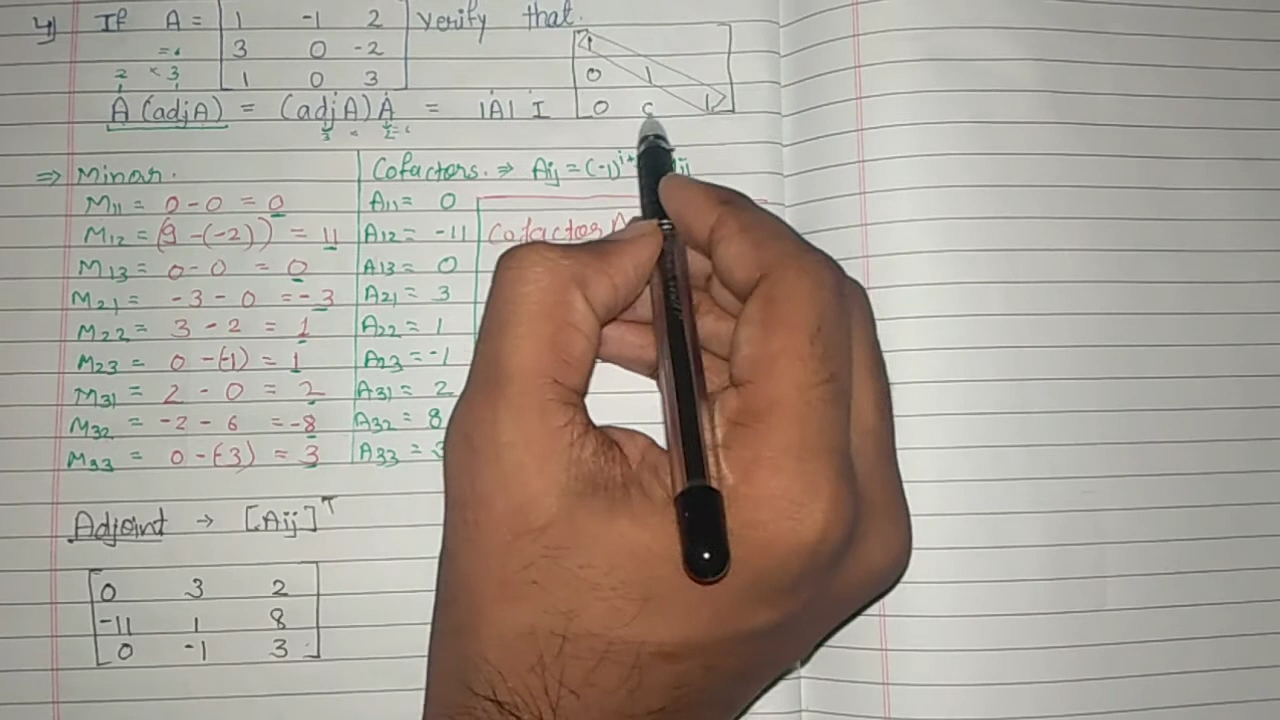 4) If A = 1 -1 2 verify that.
3 0 -2
2 × 3 1 0 3
A (adjA) = (adjA) A = |A| I
1
0 1
0 1
⇒ Minor.
Cofactors. ⇒ Aij = (-1)
M11 = 0 - 0 = 0 A11 = 0
M12 = (9 - (-2)) = 11 A12 = -11 Cofactor
M13 = 0 - 0 = 0 A13 = 0
M21 = -3 - 0 = -3 A21 = 3
M22 = 3 - 2 = 1 A22 = 1
M23 = 0 - (-1) = 1 A23 = -1
M31 = 2 - 0 = 2 A31 = 2
M32 = -2 - 6 = -8 A32 = 8
M33 = 0 - (-3) = 3 A33 = 3
Adjoint → [Aij]ᵀ
0 3 2
-11 1 8
0 -1 3